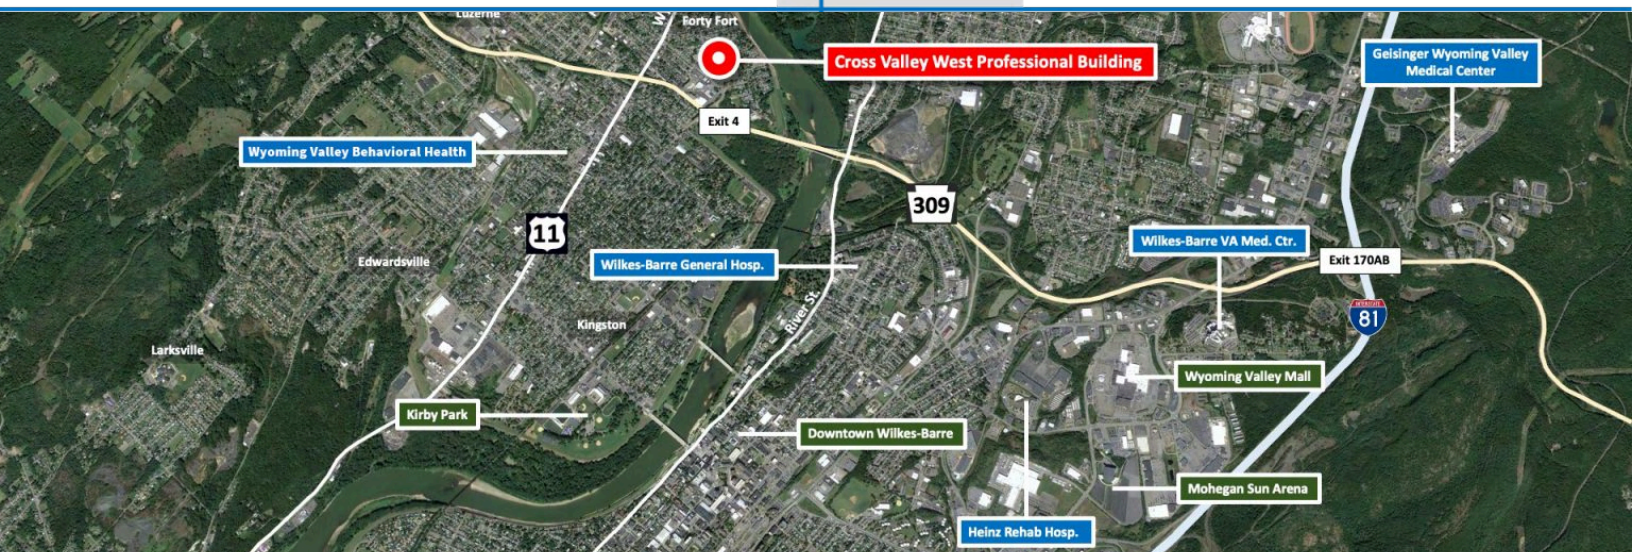 Luzerne
Forty Fort
Cross Valley West Professional Building
Geisinger Wyoming Valley
Medical Center
Exit 4
Wyoming Valley Behavioral Health
309
11
Wilkes-Barre VA Med. Ctr.
Edwardsville
Wilkes-Barre General Hosp.
Exit 170AB
River St.
INTERSTATE
81
Kingston
Larksville
Wyoming Valley Mall
Kirby Park
Downtown Wilkes-Barre
Mohegan Sun Arena
Heinz Rehab Hosp.